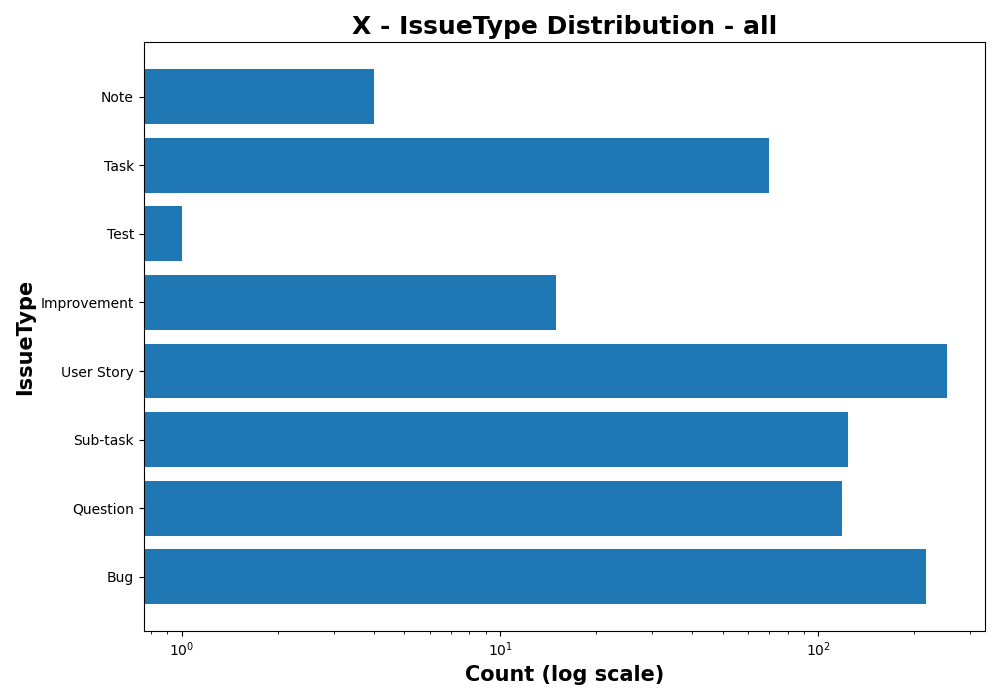 X - IssueType Distribution - all
IssueType
Note
Task
Test
Improvement
User Story
Sub-task
Question
Bug
10⁰ 10¹ 10²
Count (log scale)